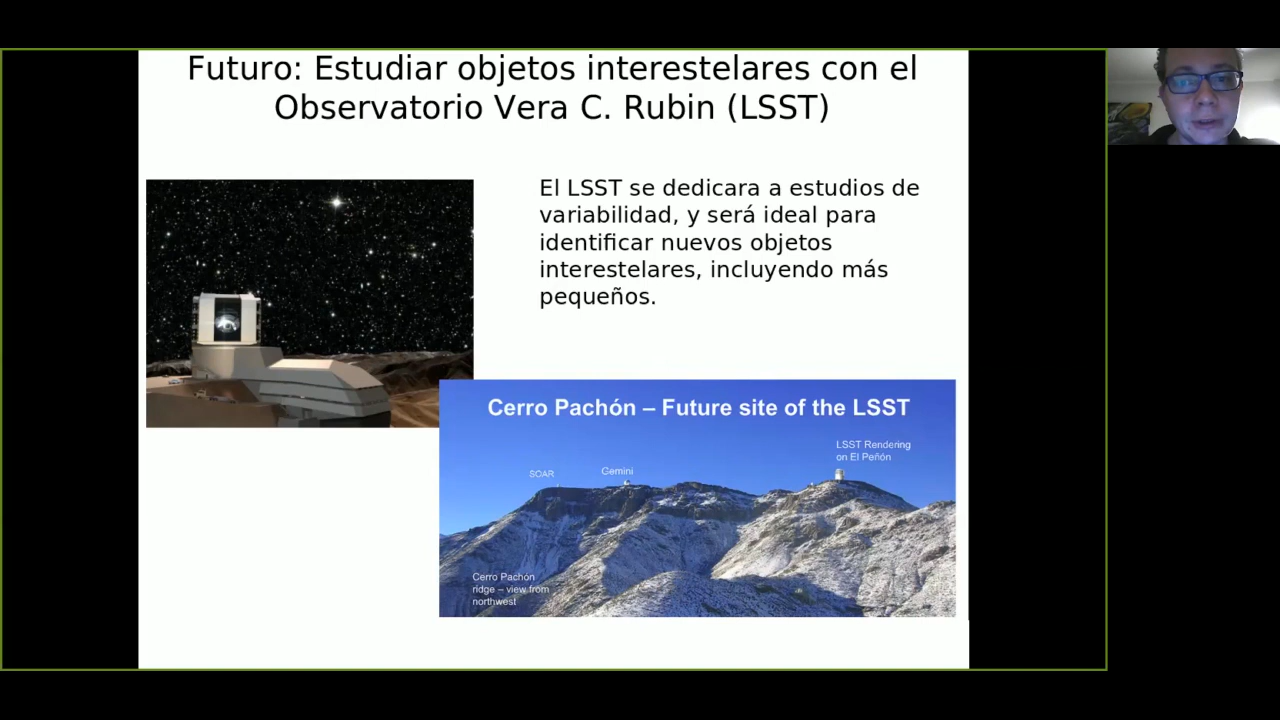 Futuro: Estudiar objetos interestelares con el
Observatorio Vera C. Rubin (LSST)
El LSST se dedicara a estudios de
variabilidad, y será ideal para
identificar nuevos objetos
interestelares, incluyendo más
pequeños.
Cerro Pachón – Future site of the LSST
LSST Rendering
on El Peñón
SOAR
Gemini
Cerro Pachón
ridge – view from
northwest